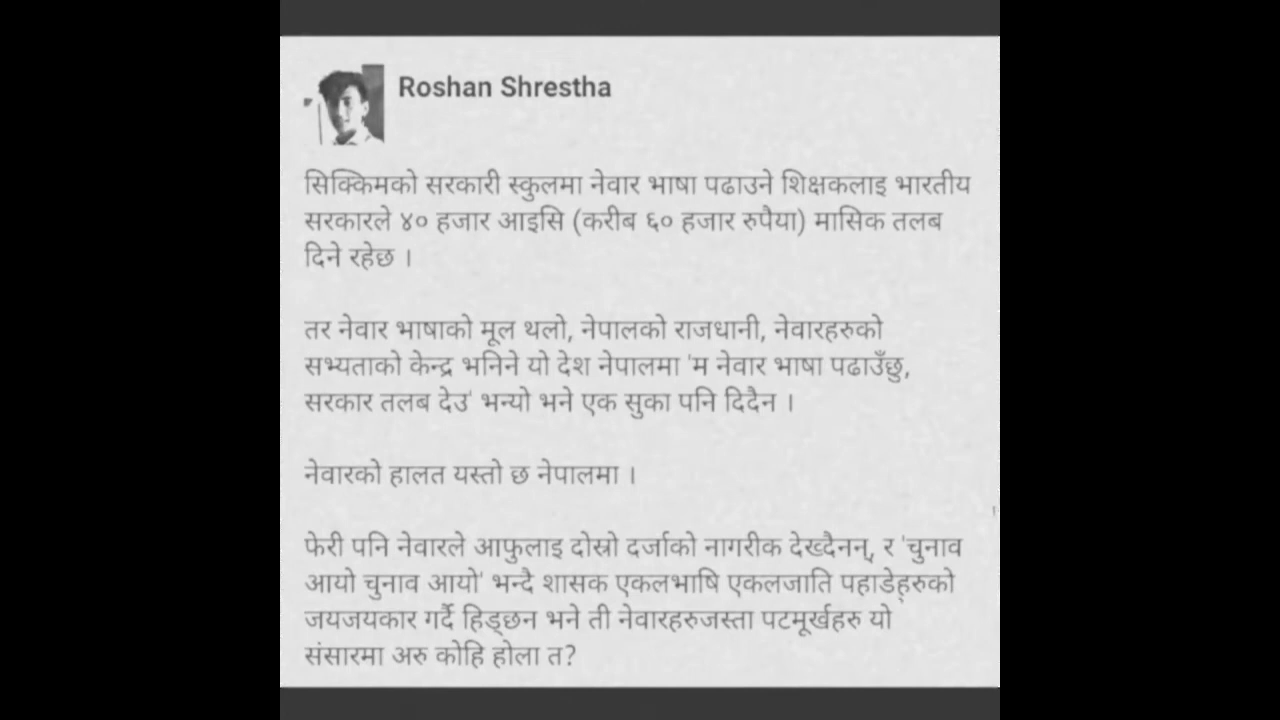 Roshan Shrestha
सिक्किमको सरकारी स्कुलमा नेवार भाषा पढाउने शिक्षकलाइ भारतीय
सरकारले ४० हजार आइसि (करीब ६० हजार रुपैया) मासिक तलब
दिने रहेछ ।
तर नेवार भाषाको मूल थलो, नेपालको राजधानी, नेवारहरुको
सभ्यताको केन्द्र भनिने यो देश नेपालमा 'म नेवार भाषा पढाउँछु,
सरकार तलब देउ' भन्यो भने एक सुका पनि दिदैन ।
नेवारको हालत यस्तो छ नेपालमा ।
फेरी पनि नेवारले आफुलाइ दोस्रो दर्जाको नागरीक देख्दैनन्, र 'चुनाव
आयो चुनाव आयो' भन्दै शासक एकलभाषि एकलजाति पहाडेहरुको
जयजयकार गर्दै हिड्छन भने ती नेवारहरुजस्ता पटमूर्खहरु यो
संसारमा अरु कोहि होला त?